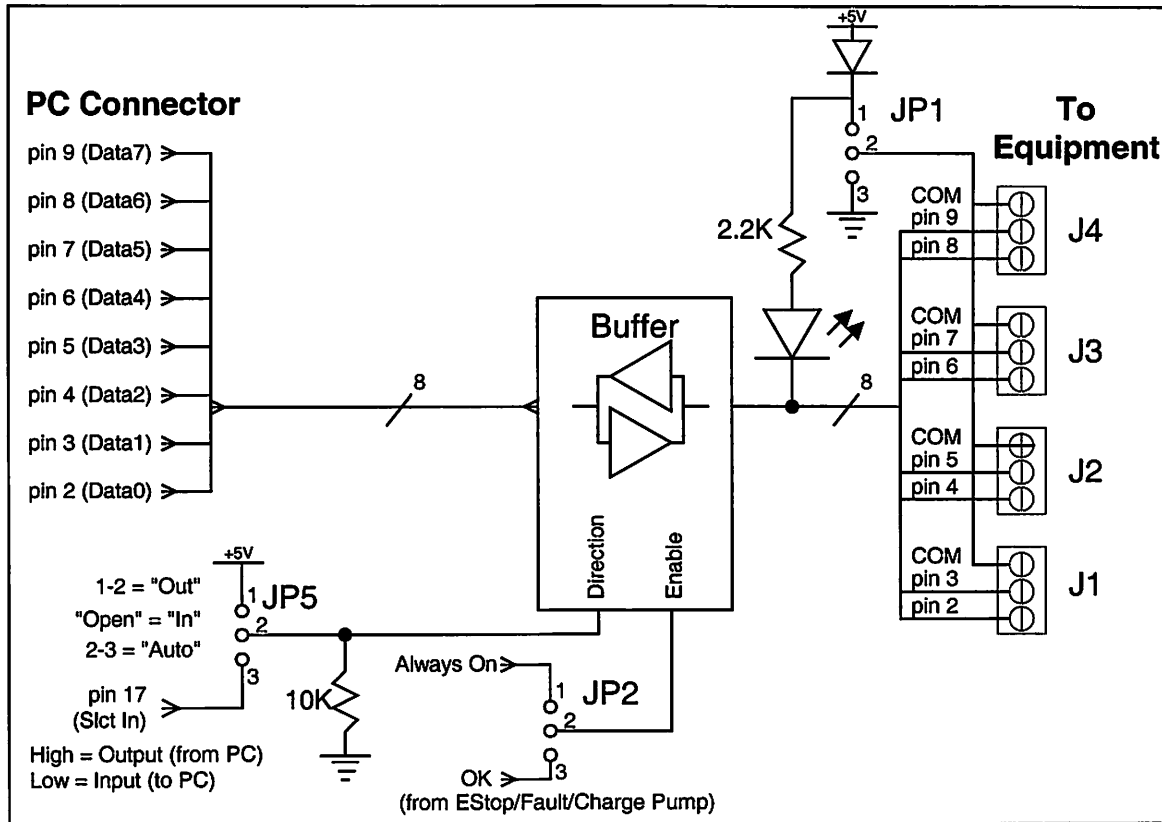 +5V
PC Connector
JP1
1
2
3
To
Equipment
pin 9 (Data7)
pin 8 (Data6)
pin 7 (Data5)
pin 6 (Data4)
pin 5 (Data3)
pin 4 (Data2)
pin 3 (Data1)
pin 2 (Data0)
2.2K
COM
pin 9
pin 8
J4
COM
pin 7
pin 6
J3
COM
pin 5
pin 4
J2
COM
pin 3
pin 2
J1
8
Buffer
8
Direction
Enable
+5V
1-2 = "Out"
"Open" = "In"
2-3 = "Auto"
1
JP5
2
3
pin 17
(Slct In)
10K
High = Output (from PC)
Low = Input (to PC)
Always On
1
JP2
2
3
OK
(from EStop/Fault/Charge Pump)